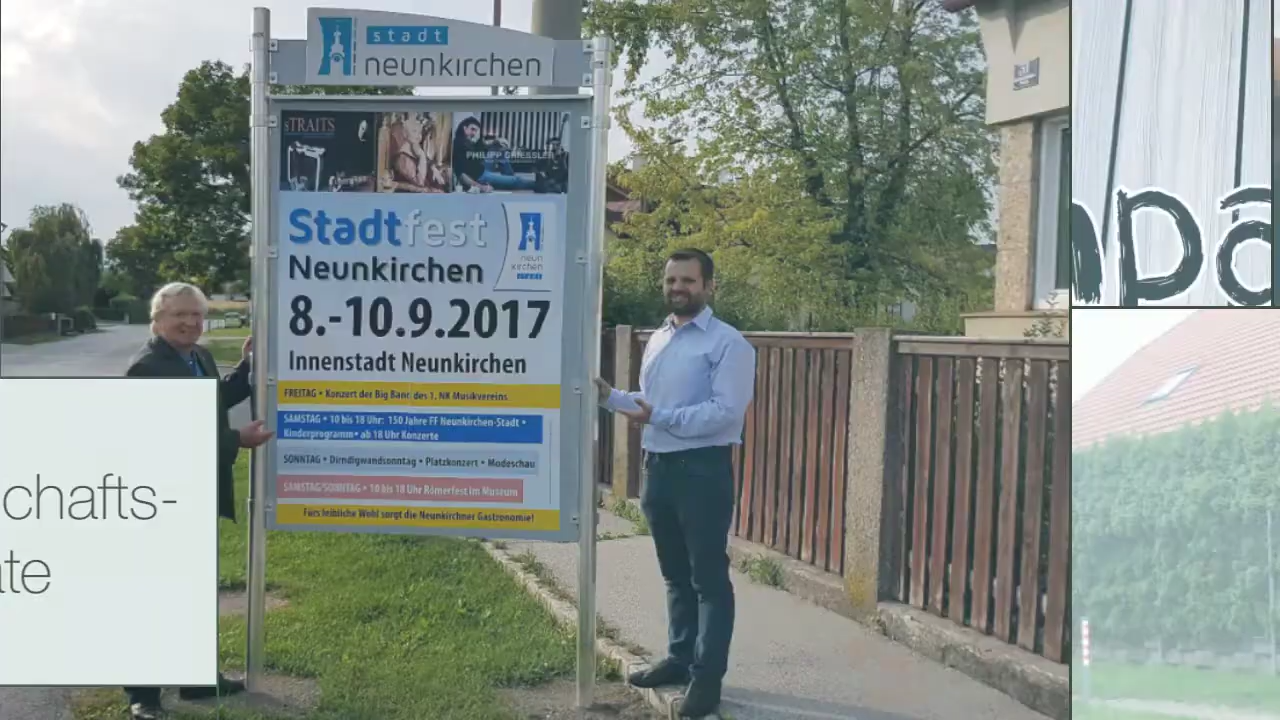 stadt
neunkirchen
STRAITS
PHILIPP GRIESSLER
Stadtfest
neun
kirchen
STADT
Neunkirchen
8.-10.9.2017
Innenstadt Neunkirchen
FREITAG • Konzert der Big Band des 1. NK Musikvereins
SAMSTAG • 10 bis 18 Uhr: 150 Jahre FF Neunkirchen-Stadt •
Kinderprogramm • ab 18 Uhr Konzerte
SONNTAG • Dirndlgwandsonntag • Platzkonzert • Modeschau
SAMSTAG/SONNTAG • 10 bis 18 Uhr Römerfest im Museum
Fürs leibliche Wohl sorgt die Neunkirchner Gastronomie!
chafts-
te